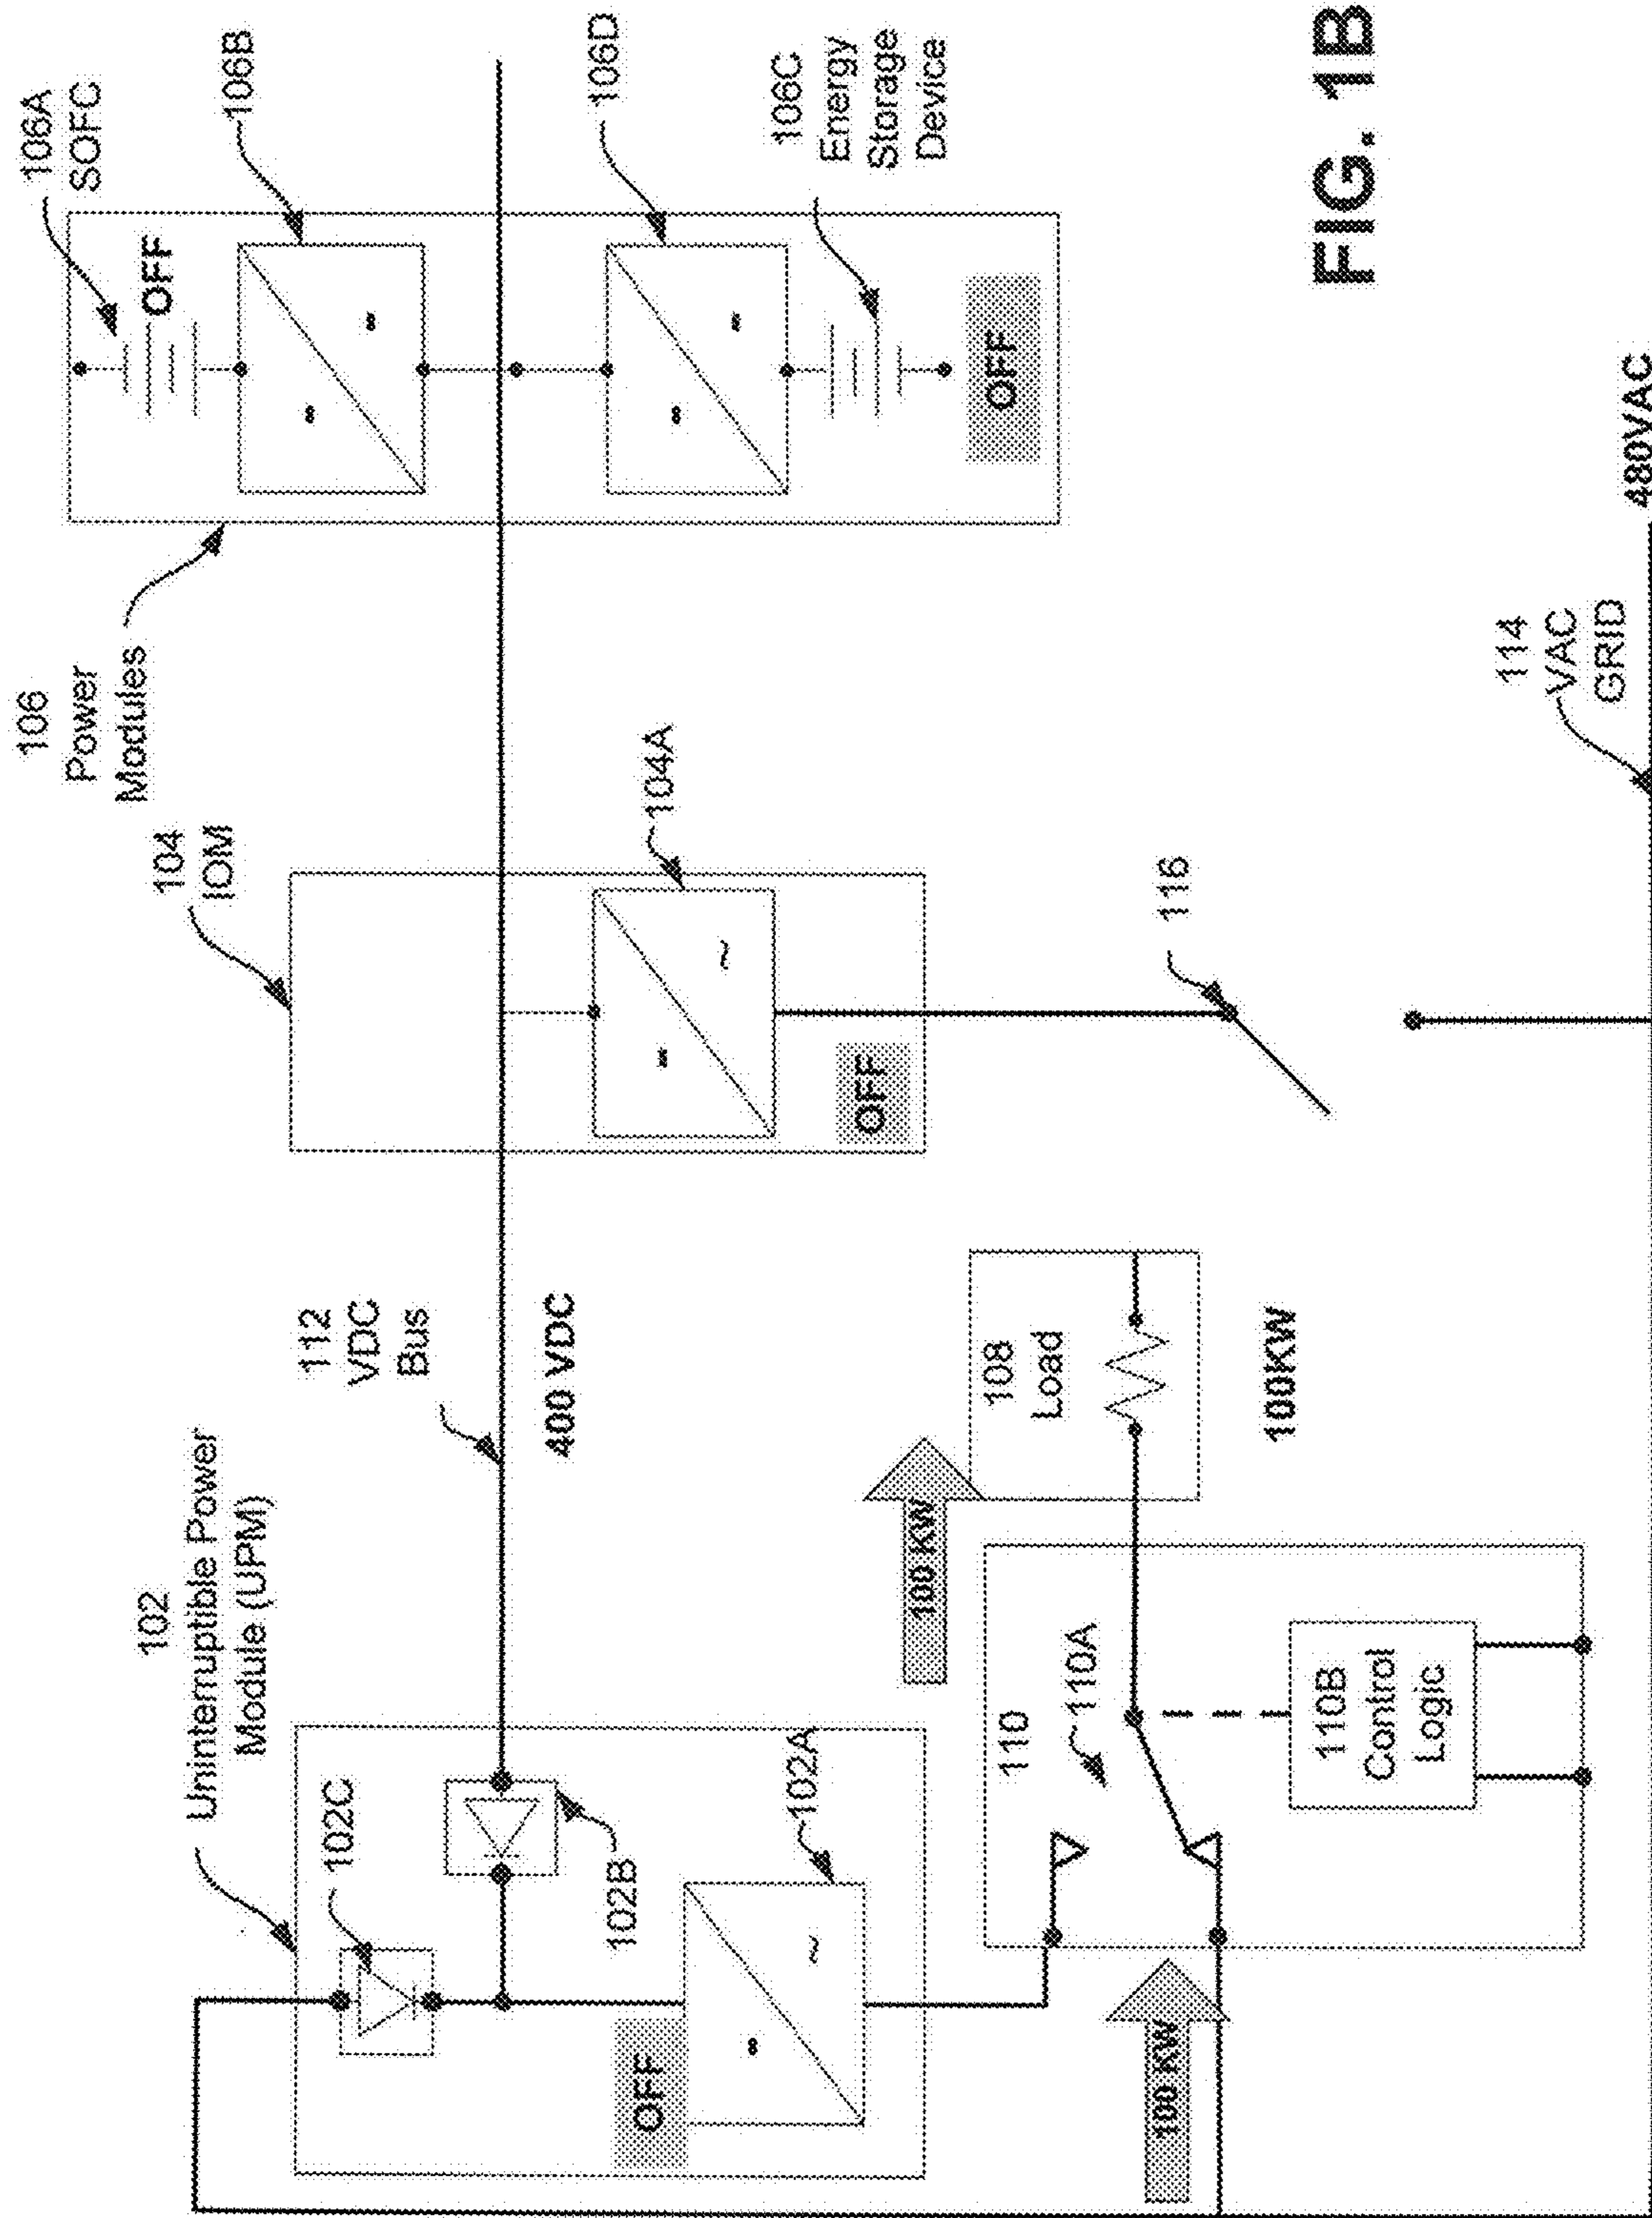 106A
SOFC
106B
106D
106C
Energy
Storage
Device
OFF
OFF
106
Power
Modules
104
IOM
104A
OFF
116
114
VAC
GRID
480VAC
112
VDC
Bus
400 VDC
108
Load
100KW
100 KW
102
Uninterruptible Power
Module (UPM)
102C
102B
102A
OFF
110
110A
110B
Control
Logic
100 KW
FIG. 1B